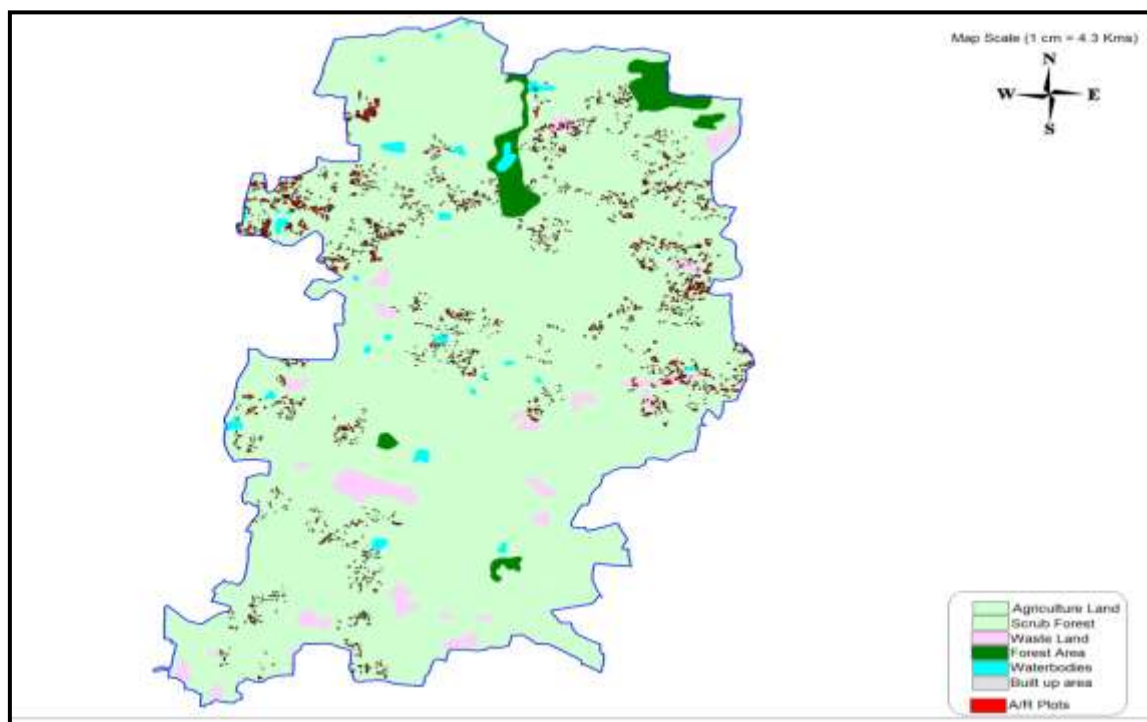 Map Scale (1 cm = 4.3 Kms)
N
W E
S
Agriculture Land
Scrub Forest
Waste Land
Forest Area
Waterbodies
Built up area
A/R Plots